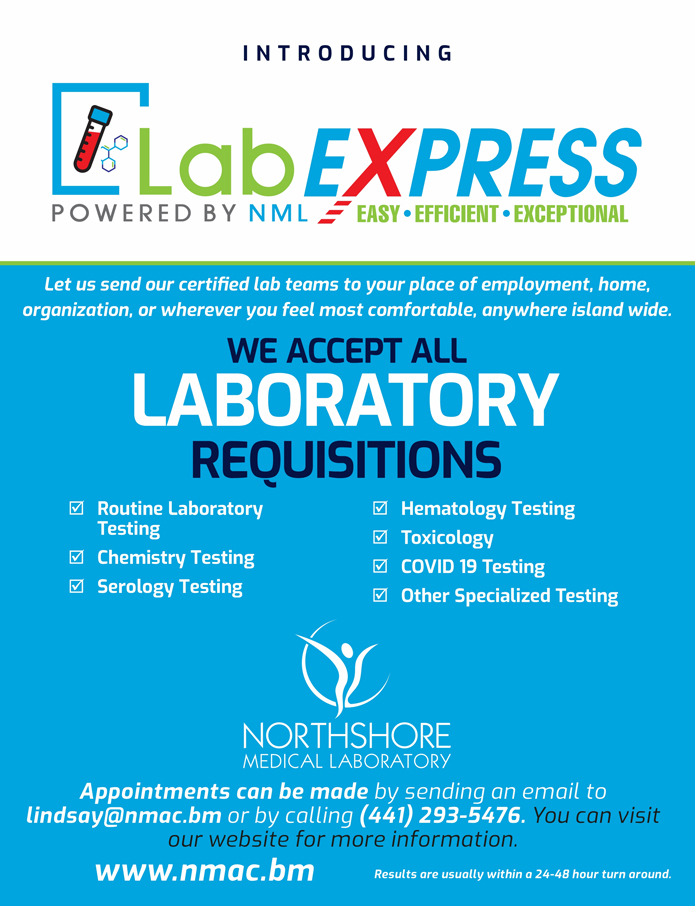 INTRODUCING
Lab EXPRESS
POWERED BY NML
EASY • EFFICIENT • EXCEPTIONAL
Let us send our certified lab teams to your place of employment, home,
organization, or wherever you feel most comfortable, anywhere island wide.
WE ACCEPT ALL
LABORATORY
REQUISITIONS
☑ Routine Laboratory
Testing
☑ Chemistry Testing
☑ Serology Testing
☑ Hematology Testing
☑ Toxicology
☑ COVID 19 Testing
☑ Other Specialized Testing
NORTHSHORE
MEDICAL LABORATORY
Appointments can be made by sending an email to
lindsay@nmac.bm or by calling (441) 293-5476. You can visit
our website for more information.
www.nmac.bm
Results are usually within a 24-48 hour turn around.